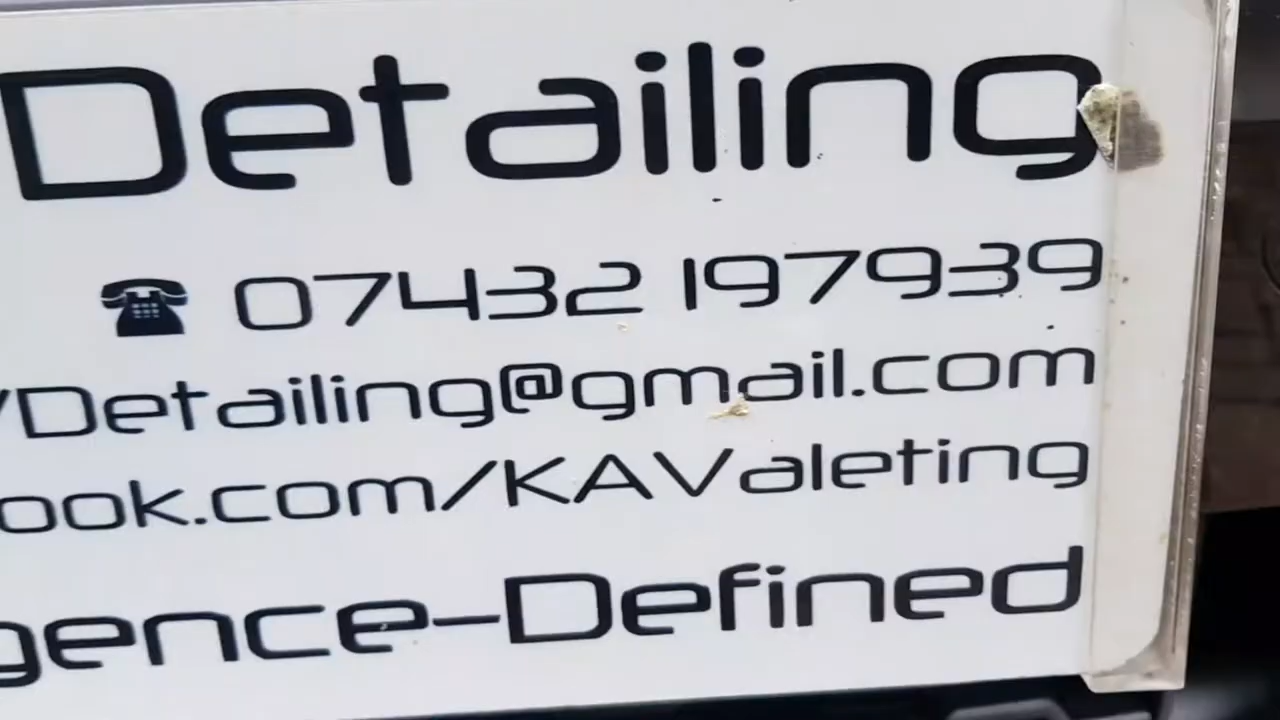 Detailing
☎ 07432 197939
/Detailing@gmail.com
ook.com/KAValeting
gence-Defined